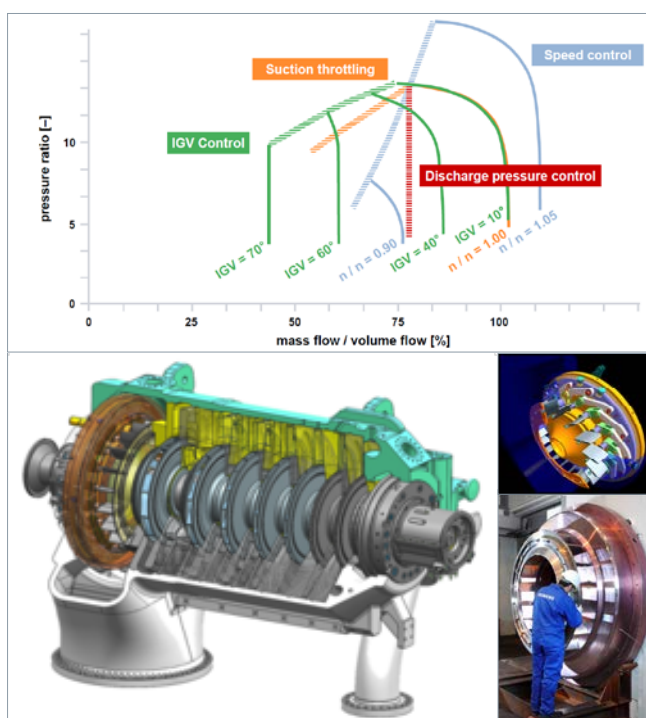 Suction throttling
Speed control
IGV Control
Discharge pressure control
pressure ratio [–]
10
5
0
IGV = 70°
IGV = 60°
n / n = 0.90
IGV = 40°
IGV = 10°
n / n = 1.00
n / n = 1.05
0
25
50
75
100
mass flow / volume flow [%]